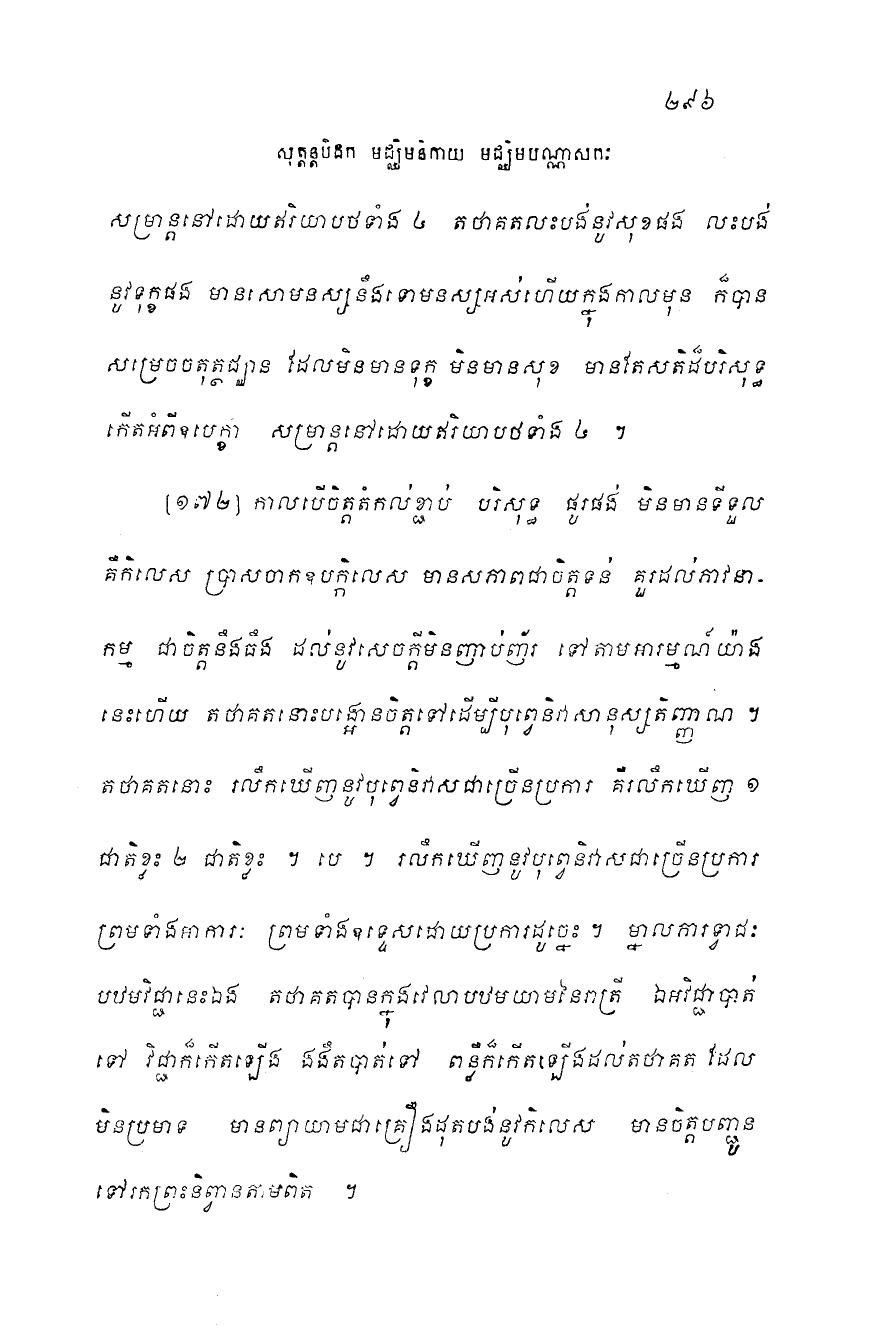 ២៩៦
សុត្តន្តបិដក មជ្ឈិមនិកាយ មជ្ឈិមបណ្ណាសកៈ
សម្រាន្តនៅដោយឥរិយាបថទាំង ៤ តថាគតលះបង់នូវសុខផង លះបង់
នូវទុក្ខផង មានសោមនស្សនឹងទោមនស្សអស់ហើយក្នុងកាលមុន ក៏បាន
សម្រេចចតុត្ថជ្ឈាន ដែលមិនមានទុក្ខ មិនមានសុខ មានតែសតិដ៏បរិសុទ្ធ
កើតអំពីឧបេក្ខា សម្រាន្តនៅដោយឥរិយាបថទាំង ៤ ។
[១៧២] កាលបើចិត្តតំកល់ខ្ជាប់ បរិសុទ្ធ ផូរផង់ មិនមានទីទួល
គឺកិលេស ប្រាសចាកឧបក្កិលេស មានសភាពជាចិត្តទន់ គួរដល់ភាវនា-
កម្ម ជាចិត្តនឹងធឹង ដល់នូវសេចក្តីមិនញាប់ញ័រ ទៅតាមអារម្មណ៍យ៉ាង
នេះហើយ តថាគតនោះបង្អោនចិត្តទៅដើម្បីបុព្វេនិវាសានុស្សតិញ្ញាណ ។
តថាគតនោះ រលឹកឃើញនូវបុព្វេនិវាសជាច្រើនប្រការ គឺរលឹកឃើញ ១
ជាតិខ្លះ ២ ជាតិខ្លះ ។ បេ ។ រលឹកឃើញនូវបុព្វេនិវាសជាច្រើនប្រការ
ព្រមទាំងអាការៈ ព្រមទាំងឧទ្ទេសដោយប្រការដូច្នេះ ។ ម្នាលភារទ្វាជៈ
បឋមវិជ្ជានេះឯង តថាគតបានក្នុងវេលាបឋមយាមនៃរាត្រី ឯអវិជ្ជាបាត់
ទៅ វិជ្ជាក៏កើតឡើង ងងឹតបាត់ទៅ ពន្លឺក៏កើតឡើងដល់តថាគត ដែល
មិនប្រមាទ មានព្យាយាមជាគ្រឿងដុតបង់នូវកិលេស មានចិត្តបញ្ជូន
ទៅរកព្រះនិព្វានតាមពិត ។